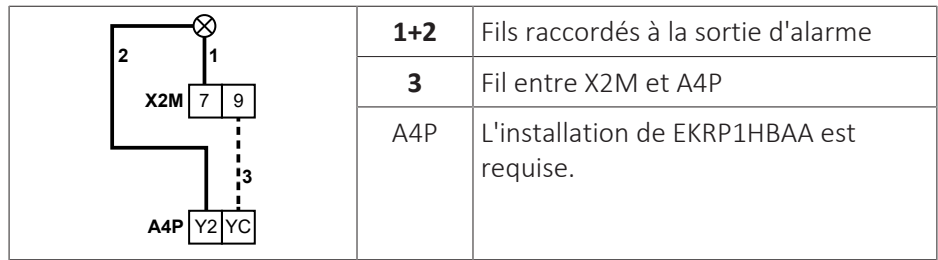 2
1
X2M 7 9
3
A4P Y2 YC
1+2 Fils raccordés à la sortie d'alarme
3 Fil entre X2M et A4P
A4P L'installation de EKRP1HBAA est
requise.